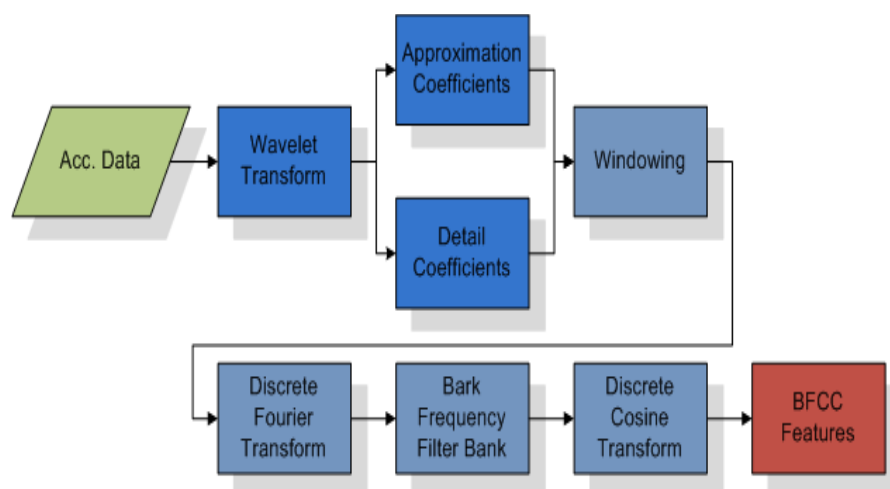 Approximation
Coefficients
Acc. Data
Wavelet
Transform
Windowing
Detail
Coefficients
Discrete
Fourier
Transform
Bark
Frequency
Filter Bank
Discrete
Cosine
Transform
BFCC
Features